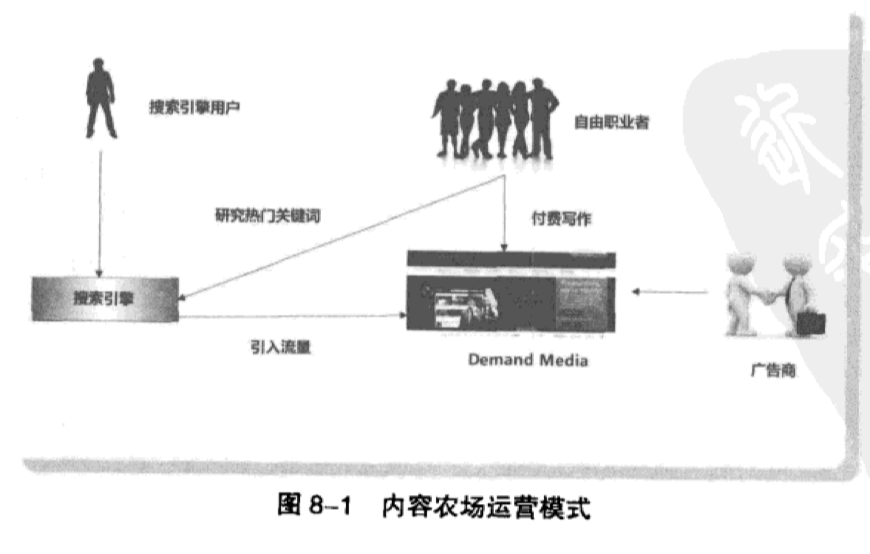 搜索引擎用户
自由职业者
研究热门关键词
付费写作
搜索引擎
引入流量
Demand Media
广告商
图 8-1 内容农场运营模式